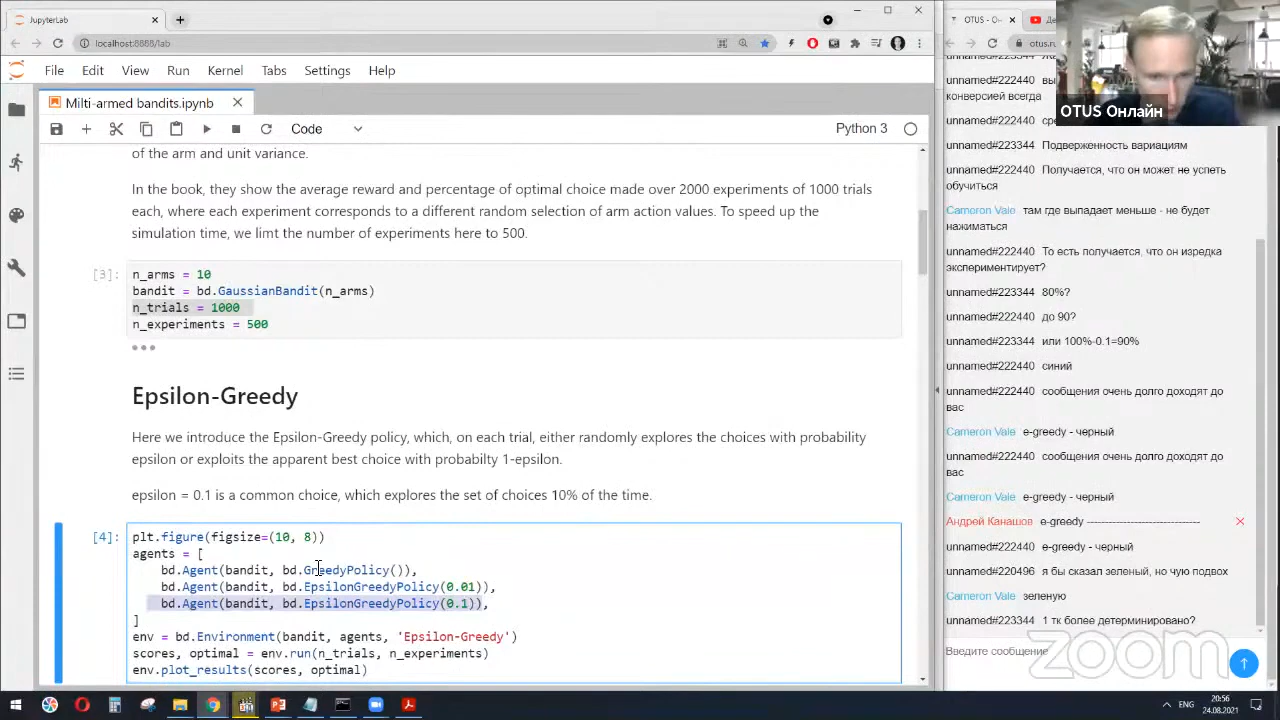 JupyterLab
localhost:8888/lab
File Edit View Run Kernel Tabs Settings Help
Milti-armed bandits.ipynb
Code
Python 3
of the arm and unit variance.
In the book, they show the average reward and percentage of optimal choice made over 2000 experiments of 1000 trials
each, where each experiment corresponds to a different random selection of arm action values. To speed up the
simulation time, we limt the number of experiments here to 500.
[3]:
n_arms = 10
bandit = bd.GaussianBandit(n_arms)
n_trials = 1000
n_experiments = 500
Epsilon-Greedy
Here we introduce the Epsilon-Greedy policy, which, on each trial, either randomly explores the choices with probability
epsilon or exploits the apparent best choice with probabilty 1-epsilon.
epsilon = 0.1 is a common choice, which explores the set of choices 10% of the time.
[4]:
plt.figure(figsize=(10, 8))
agents = [
bd.Agent(bandit, bd.GreedyPolicy()),
bd.Agent(bandit, bd.EpsilonGreedyPolicy(0.01)),
bd.Agent(bandit, bd.EpsilonGreedyPolicy(0.1)),
]
env = bd.Environment(bandit, agents, 'Epsilon-Greedy')
scores, optimal = env.run(n_trials, n_experiments)
env.plot_results(scores, optimal)
OTUS
otus.ru
OTUS Онлайн
unnamed#222440
конверсией всегда
unnamed#222440
unnamed#223344 Подверженность вариациям
unnamed#222440 Получается, что он может не успеть
обучиться
Cameron Vale там где выпадает меньше - не будет
нажиматься
unnamed#222440 То есть получается, что он изредка
экспериментирует?
unnamed#223344 80%?
unnamed#222440 до 90?
unnamed#223344 или 100%-0.1=90%
unnamed#222440 синий
unnamed#222440 сообщения очень долго доходят до
вас
Cameron Vale e-greedy - черный
unnamed#222440 сообщения очень долго доходят до
вас
Cameron Vale e-greedy - черный
Андрей Канашов e-greedy --------------------------------
unnamed#222440 e-greedy - черный
unnamed#220496 я бы сказал зеленый, но чую подвох
Cameron Vale зеленую
unnamed#223344 1 тк более детерминировано?
Введите сообщение
zoom
ENG
20:56
24.08.2021